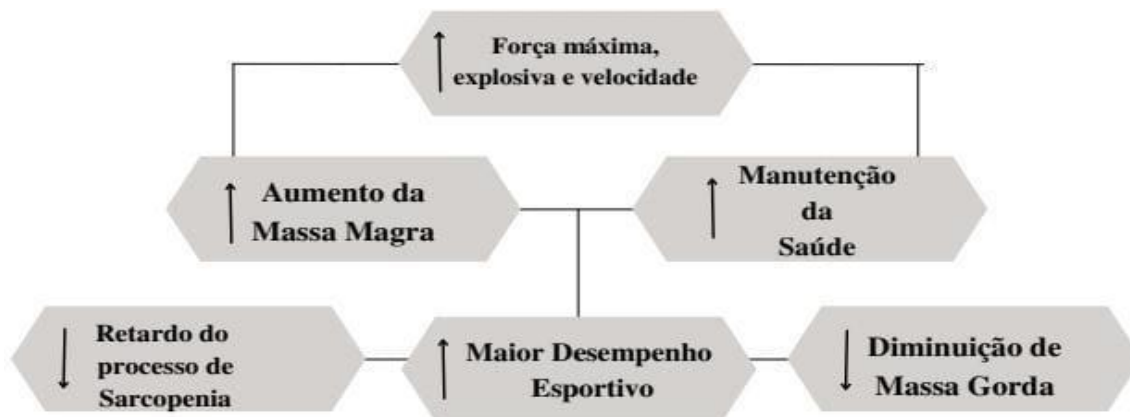 Força máxima,
explosiva e velocidade
Aumento da
Massa Magra
Manutenção
da
Saúde
Retardo do
processo de
Sarcopenia
Maior Desempenho
Esportivo
Diminuição de
Massa Gorda